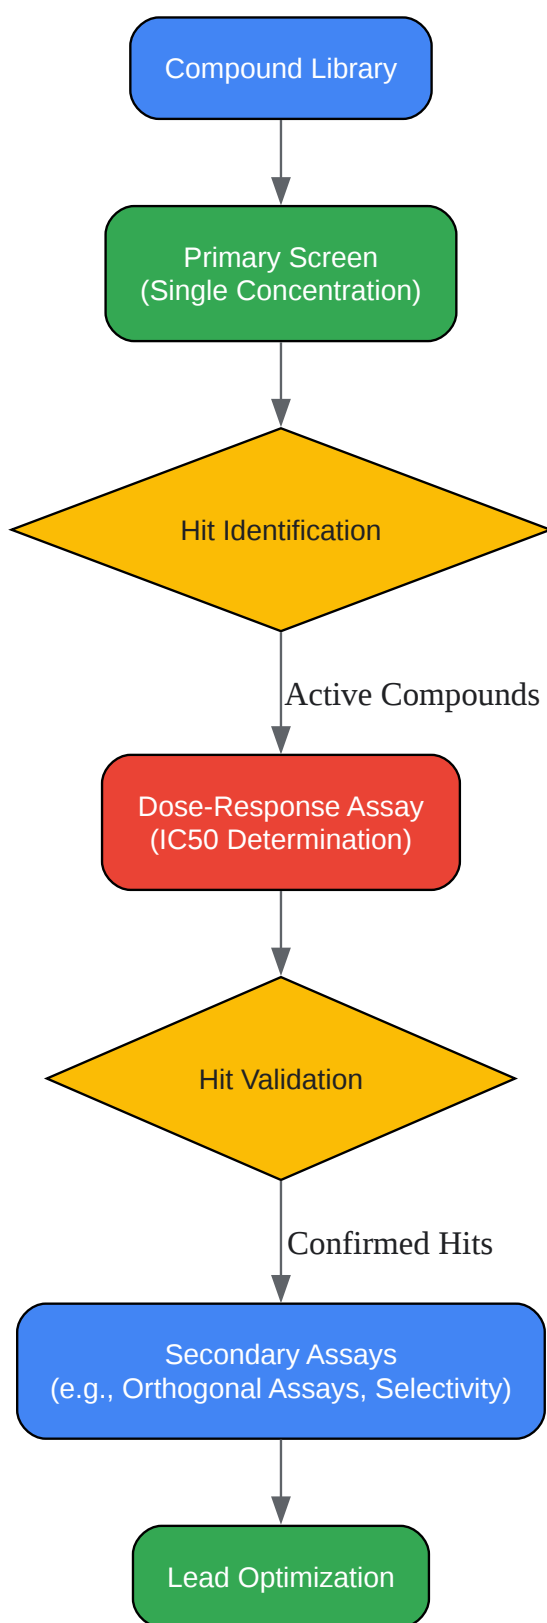 Compound Library
Primary Screen
(Single Concentration)
Hit Identification
Active Compounds
Dose-Response Assay
(IC50 Determination)
Hit Validation
Confirmed Hits
Secondary Assays
(e.g., Orthogonal Assays, Selectivity)
Lead Optimization